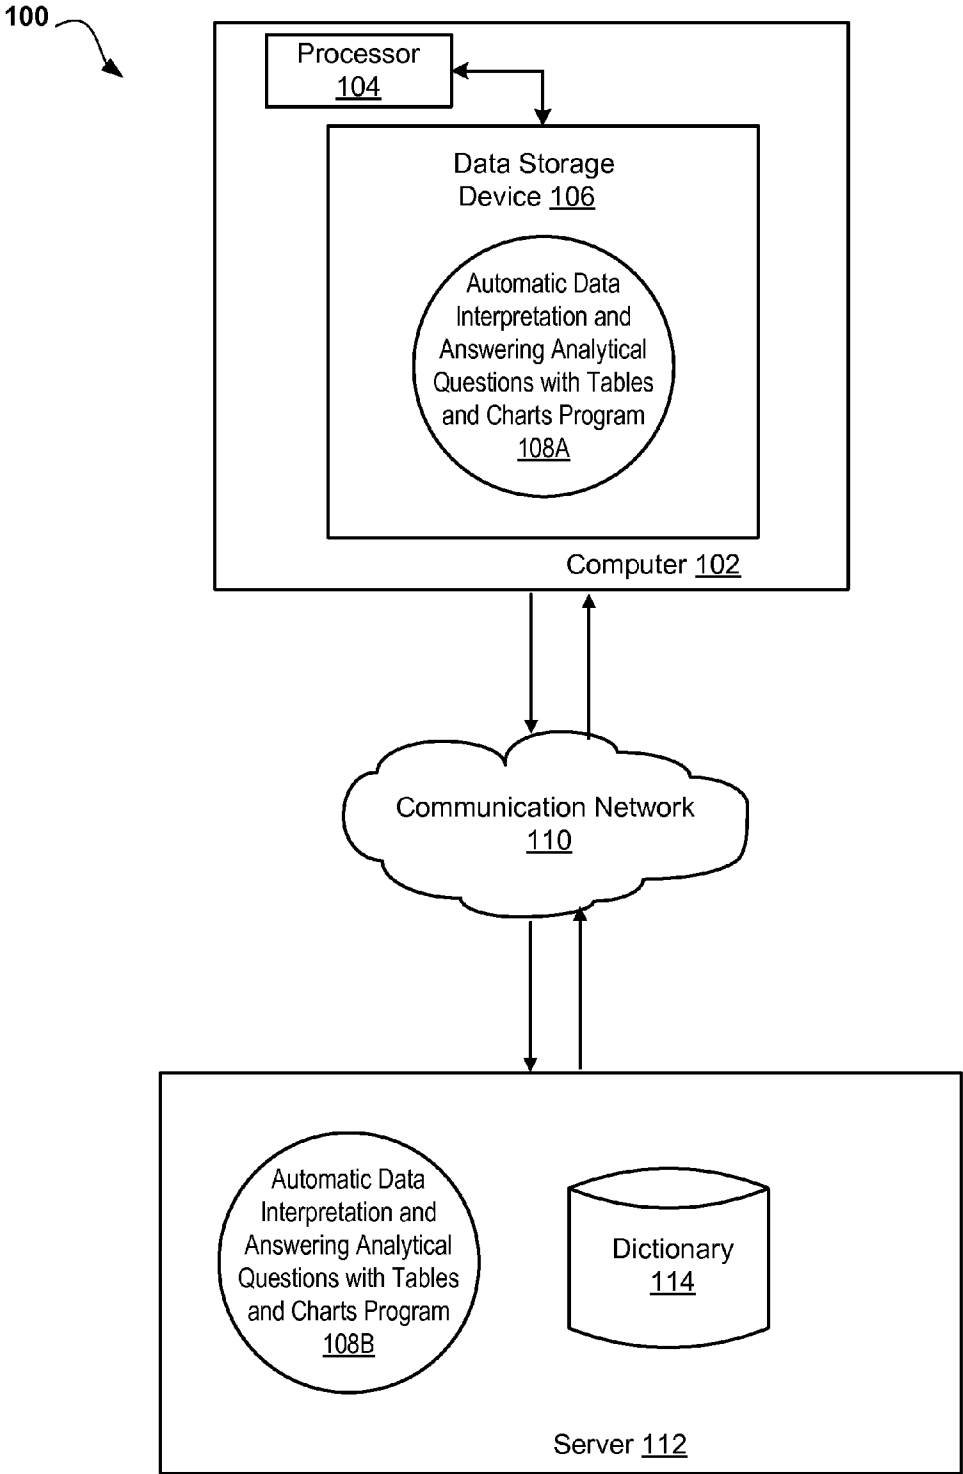 100
Processor
104
Data Storage
Device 106
Automatic Data
Interpretation and
Answering Analytical
Questions with Tables
and Charts Program
108A
Computer 102
Communication Network
110
Automatic Data
Interpretation and
Answering Analytical
Questions with Tables
and Charts Program
108B
Dictionary
114
Server 112